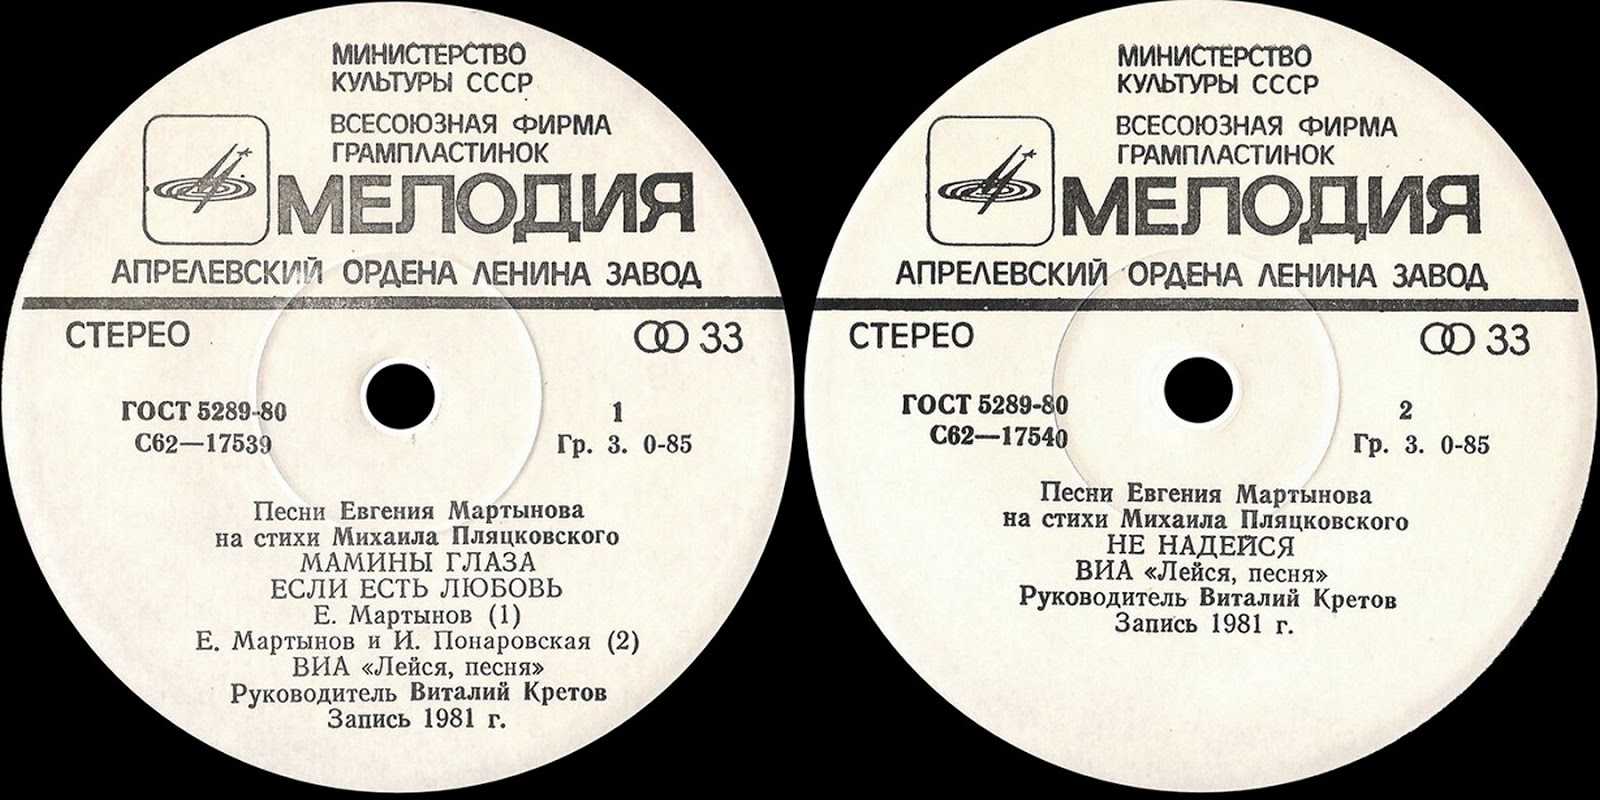 МИНИСТЕРСТВО
КУЛЬТУРЫ СССР
ВСЕСОЮЗНАЯ ФИРМА
ГРАМПЛАСТИНОК
МЕЛОДИЯ
АПРЕЛЕВСКИЙ ОРДЕНА ЛЕНИНА ЗАВОД
СТЕРЕО
33
ГОСТ 5289-80
1
С62—17539
Гр. 3. 0-85
Песни Евгения Мартынова
на стихи Михаила Пляцковского
МАМИНЫ ГЛАЗА
ЕСЛИ ЕСТЬ ЛЮБОВЬ
Е. Мартынов (1)
Е. Мартынов и И. Понаровская (2)
ВИА «Лейся, песня»
Руководитель Виталий Кретов
Запись 1981 г.
МИНИСТЕРСТВО
КУЛЬТУРЫ СССР
ВСЕСОЮЗНАЯ ФИРМА
ГРАМПЛАСТИНОК
МЕЛОДИЯ
АПРЕЛЕВСКИЙ ОРДЕНА ЛЕНИНА ЗАВОД
СТЕРЕО
33
ГОСТ 5289-80
2
С62—17540
Гр. 3. 0-85
Песни Евгения Мартынова
на стихи Михаила Пляцковского
НЕ НАДЕЙСЯ
ВИА «Лейся, песня»
Руководитель Виталий Кретов
Запись 1981 г.